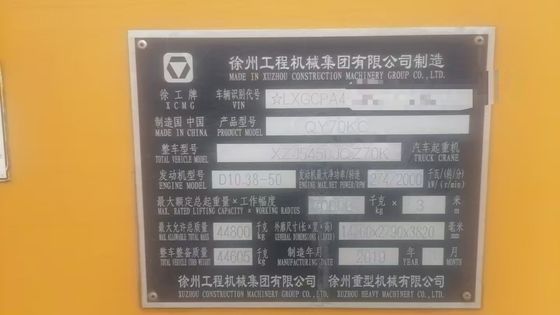 徐州工程机械集团有限公司制造
MADE IN XUZHOU CONSTRUCTION MACHINERY GROUP CO., LTD.
徐工牌 车辆识别代号 ☆LXGCPA4
XCMG VIN
制造国 中国 产品型号 QY70KC
MADE IN CHINA PRODUCT MODEL
整车型号 汽车起重机
TOTAL VEHICLE MODEL TRUCK CRANE
发动机型号 D10.38-50 发动机最大净功率/转速 274/2000 千瓦(转/分)
ENGINE MODEL ENGINE MAX. NET POWER/RPM kW/(r/min)
最大额定总起重量×工作幅度 千克 × 3 米
MAX. RATED LIFTING CAPACITY × WORKING RADIUS kg m
最大允许总质量 44800 千克 外廓尺寸(长×宽×高) 毫米
MAX ALLOWABLE TOTAL MASS kg GENERAL DIMENSIONS (L×W×H) mm
整车整备质量 44605 千克 制造年月 2019 年 月
TOTAL VEHICLE CURB WEIGHT kg MANUFACTURING DATE YEAR MONTH
徐州工程机械集团有限公司 徐州重型机械有限公司
XUZHOU CONSTRUCTION MACHINERY GROUP CO., LTD. XUZHOU HEAVY MACHINERY CO., LTD.